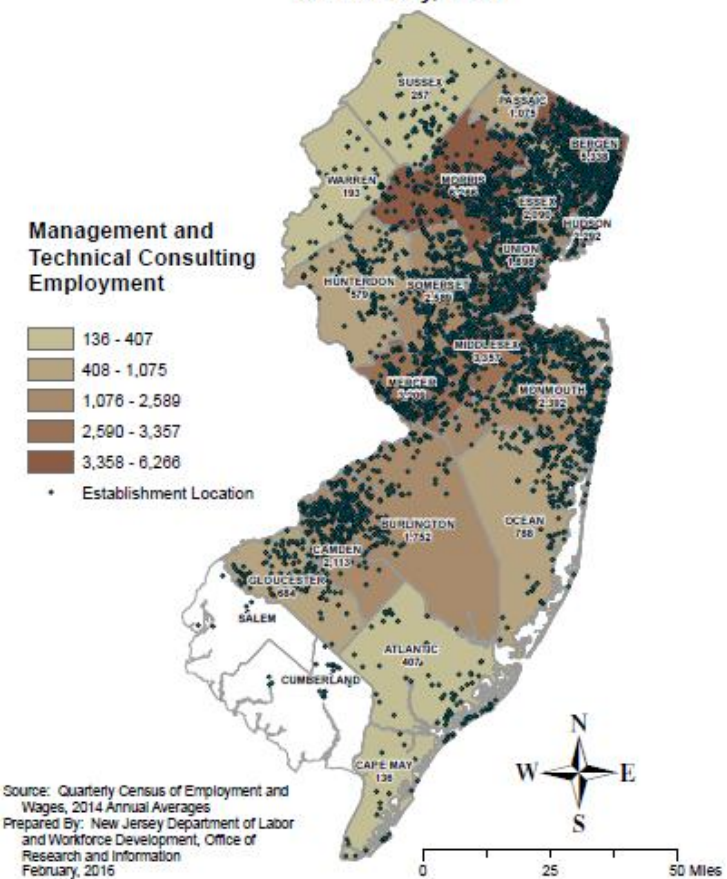 SUSSEX
257
PASSAIC
1,075
BERGEN
WARREN
193
MORRIS
ESSEX
HUDSON
UNION
1,898
HUNTERDON
579
SOMERSET
2,589
MIDDLESEX
3,357
MERCER
MONMOUTH
2,392
Management and
Technical Consulting
Employment
136 - 407
408 - 1,075
1,076 - 2,589
2,590 - 3,357
3,358 - 6,266
Establishment Location
BURLINGTON
1,752
OCEAN
768
CAMDEN
2,113
GLOUCESTER
684
SALEM
ATLANTIC
407
CUMBERLAND
CAPE MAY
136
N
W E
S
Source: Quarterly Census of Employment and
Wages, 2014 Annual Averages
Prepared By: New Jersey Department of Labor
and Workforce Development, Office of
Research and Information
February, 2016
0 25 50 Miles